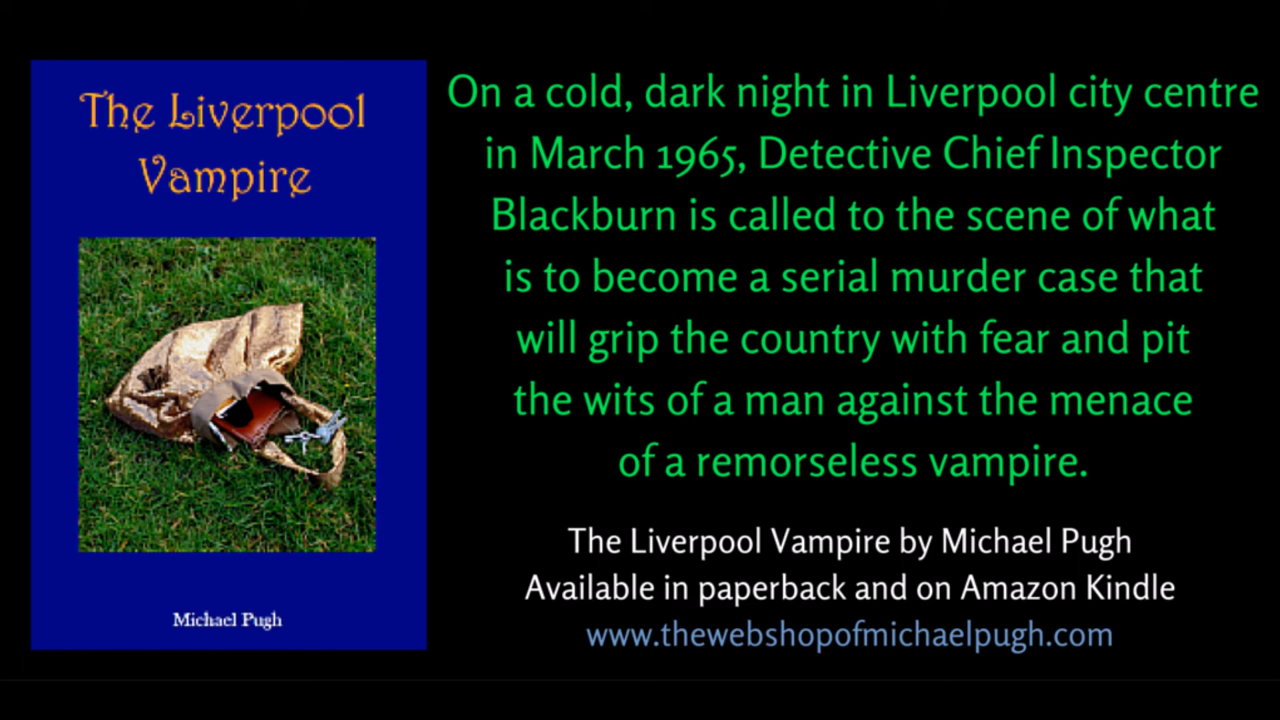 The Liverpool
Vampire
Michael Pugh
On a cold, dark night in Liverpool city centre
in March 1965, Detective Chief Inspector
Blackburn is called to the scene of what
is to become a serial murder case that
will grip the country with fear and pit
the wits of a man against the menace
of a remorseless vampire.
The Liverpool Vampire by Michael Pugh
Available in paperback and on Amazon Kindle
www.thewebshopofmichaelpugh.com